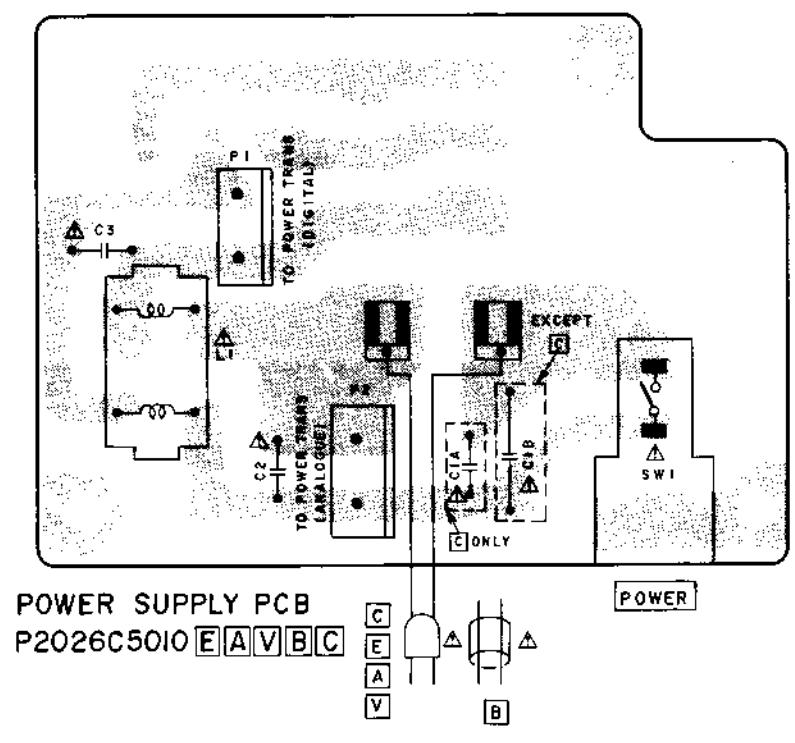 P1
TO POWER TRANS
(DIGITAL)
C3
L1
EXCEPT
C
P2
TO POWER TRANS
(ANALOGUE)
C2
C1A
C1B
C ONLY
SW1
POWER
POWER SUPPLY PCB
P2026C5010 E A V B C
C
E
A
V
B